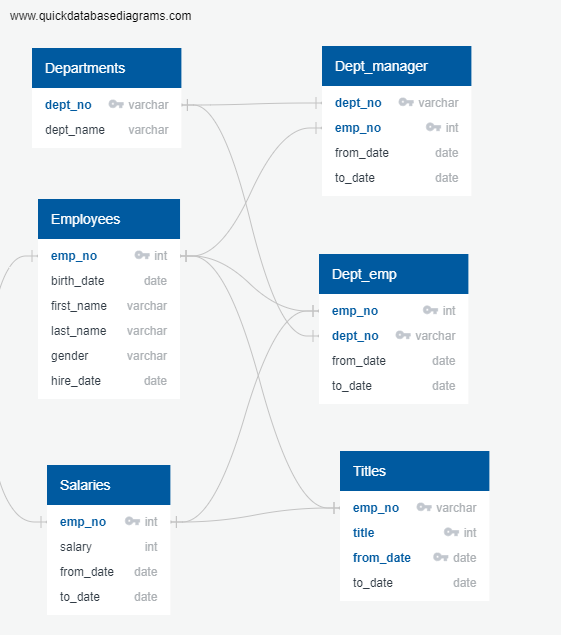 www.quickdatabasediagrams.com
Departments
dept_no varchar
dept_name varchar
Dept_manager
dept_no varchar
emp_no int
from_date date
to_date date
Employees
emp_no int
birth_date date
first_name varchar
last_name varchar
gender varchar
hire_date date
Dept_emp
emp_no int
dept_no varchar
from_date date
to_date date
Salaries
emp_no int
salary int
from_date date
to_date date
Titles
emp_no varchar
title int
from_date date
to_date date